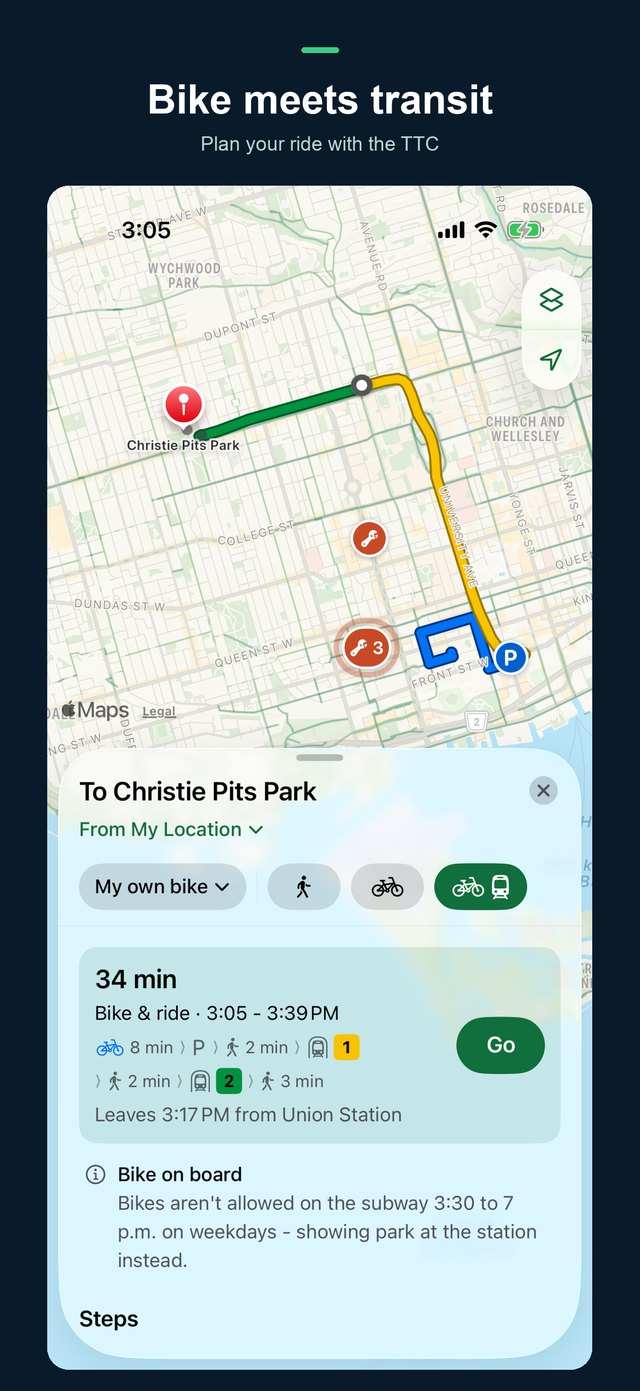 Bike meets transit
Plan your ride with the TTC
3:05
ROSEDALE
WYCHWOOD
PARK
AVENUE RD
DUPONT ST
CHURCH AND
WELLESLEY
Christie Pits Park
UNIVERSITY AVE
YONGE ST
JARVIS ST
COLLEGE ST
DUNDAS ST W
QUEEN ST W
3
P
FRONT ST W
Maps
Legal
2
To Christie Pits Park
From My Location
My own bike
34 min
Bike & ride · 3:05 - 3:39 PM
8 min 〉 P 〉 2 min 〉 1
〉 2 min 〉 2 〉 3 min
Go
Leaves 3:17 PM from Union Station
Bike on board
Bikes aren't allowed on the subway 3:30 to 7
p.m. on weekdays - showing park at the station
instead.
Steps